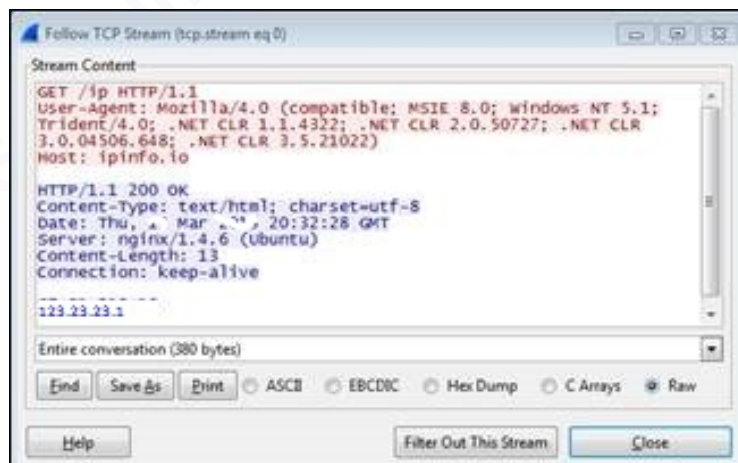 Follow TCP Stream (tcp.stream eq 0)
Stream Content
GET /ip HTTP/1.1
User-Agent: Mozilla/4.0 (compatible; MSIE 8.0; Windows NT 5.1;
Trident/4.0; .NET CLR 1.1.4322; .NET CLR 2.0.50727; .NET CLR
3.0.04506.648; .NET CLR 3.5.21022)
Host: ipinfo.io
HTTP/1.1 200 OK
Content-Type: text/html; charset=utf-8
Date: Thu, Mar , 20:32:28 GMT
Server: nginx/1.4.6 (Ubuntu)
Content-Length: 13
Connection: keep-alive
123.23.23.1
Entire conversation (380 bytes)
Find Save As Print ASCII EBCDIC Hex Dump C Arrays Raw
Help Filter Out This Stream Close